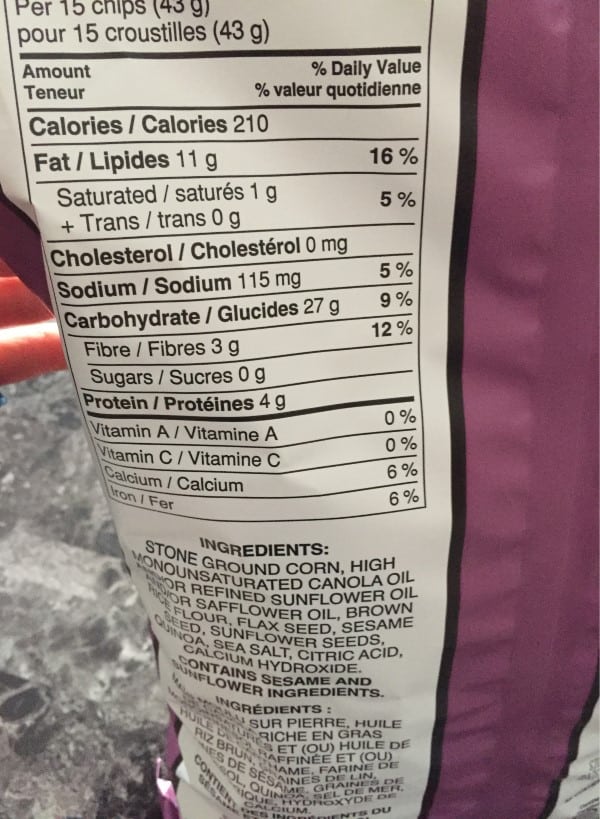 Per 15 chips (43 g)
pour 15 croustilles (43 g)
Amount % Daily Value
Teneur % valeur quotidienne
Calories / Calories 210
Fat / Lipides 11 g 16 %
Saturated / saturés 1 g 5 %
+ Trans / trans 0 g
Cholesterol / Cholestérol 0 mg
Sodium / Sodium 115 mg 5 %
Carbohydrate / Glucides 27 g 9 %
Fibre / Fibres 3 g 12 %
Sugars / Sucres 0 g
Protein / Protéines 4 g
Vitamin A / Vitamine A 0 %
Vitamin C / Vitamine C 0 %
Calcium / Calcium 6 %
Iron / Fer 6 %
INGREDIENTS:
STONE GROUND CORN, HIGH
MONOUNSATURATED CANOLA OIL
AND/OR REFINED SUNFLOWER OIL
AND/OR SAFFLOWER OIL, BROWN
RICE FLOUR, FLAX SEED, SESAME
SEED, SUNFLOWER SEEDS,
QUINOA, SEA SALT, CITRIC ACID,
CALCIUM HYDROXIDE.
CONTAINS SESAME AND
SUNFLOWER INGREDIENTS.
INGRÉDIENTS :
SUR PIERRE, HUILE
RICHE EN GRAS
ET (OU) HUILE DE
RAFFINÉE ET (OU)
FARINE DE
RIZ BRUN, DE LIN,
DE SÉSAME, GRAINES DE
QUINOA, SEL DE MER,
HYDROXYDE DE
CALCIUM.
CONTIENT DES INGRÉDIENTS DU